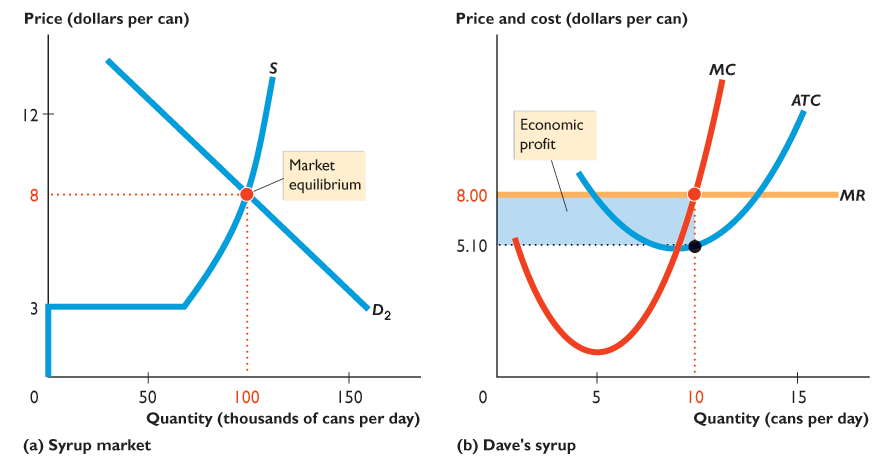 Price (dollars per can)
S
12
Market
equilibrium
8
3
D2
0
50
100
150
Quantity (thousands of cans per day)
(a) Syrup market
Price and cost (dollars per can)
MC
ATC
Economic
profit
8.00
MR
5.10
0
5
10
15
Quantity (cans per day)
(b) Dave's syrup